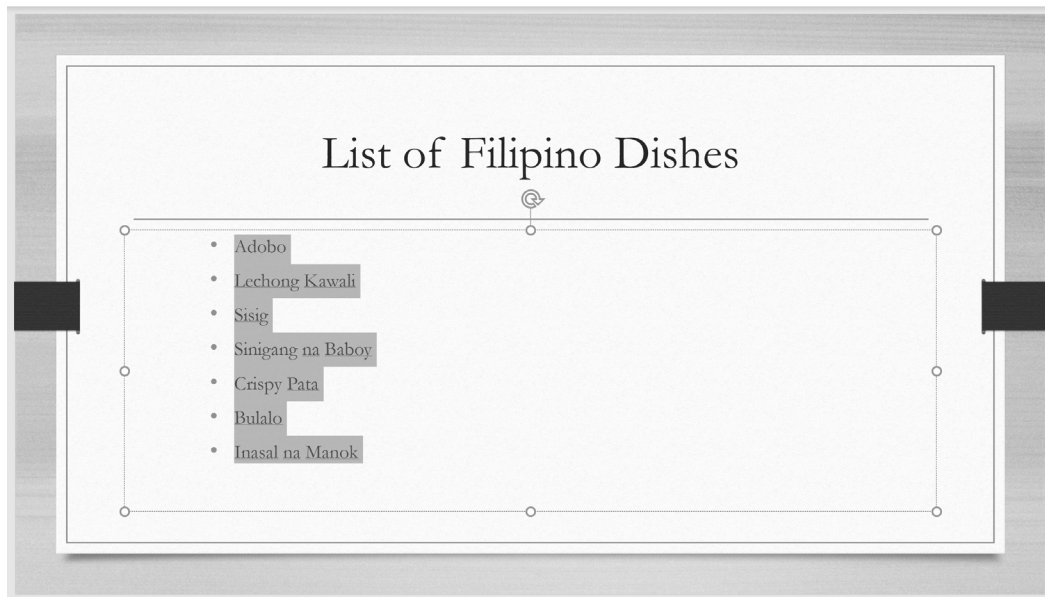 List of Filipino Dishes
• Adobo
• Lechong Kawali
• Sisig
• Sinigang na Baboy
• Crispy Pata
• Bulalo
• Inasal na Manok